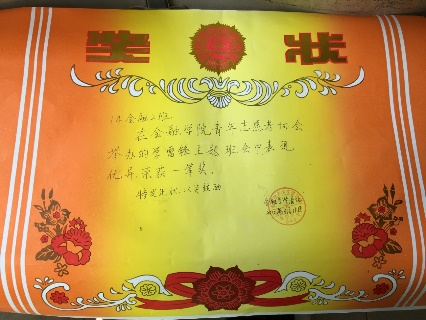 奖状
14金融二班:
在金融学院青年志愿者协会
举办的学雷锋主题班会中表现
优异,荣获一等奖。
特发此状,以资鼓励